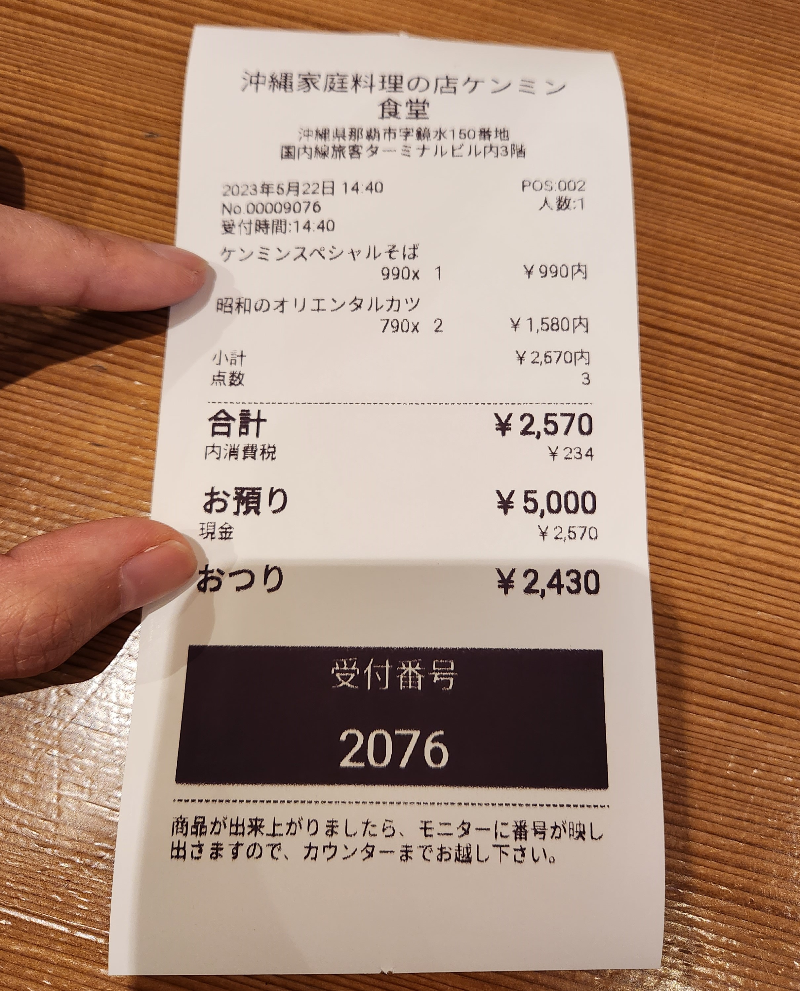 沖縄家庭料理の店ケンミン
食堂
沖縄県那覇市字鏡水150番地
国内線旅客ターミナルビル内3階
2023年5月22日 14:40 POS:002
No.00009076 人数:1
受付時間:14:40
ケンミンスペシャルそば
990x 1 ¥990内
昭和のオリエンタルカツ
790x 2 ¥1,580内
小計 ¥2,570内
点数 3
合計 ¥2,570
内消費税 ¥234
お預り ¥5,000
現金 ¥2,570
おつり ¥2,430
受付番号
2076
商品が出来上がりましたら、モニターに番号が映し
出さますので、カウンターまでお越し下さい。